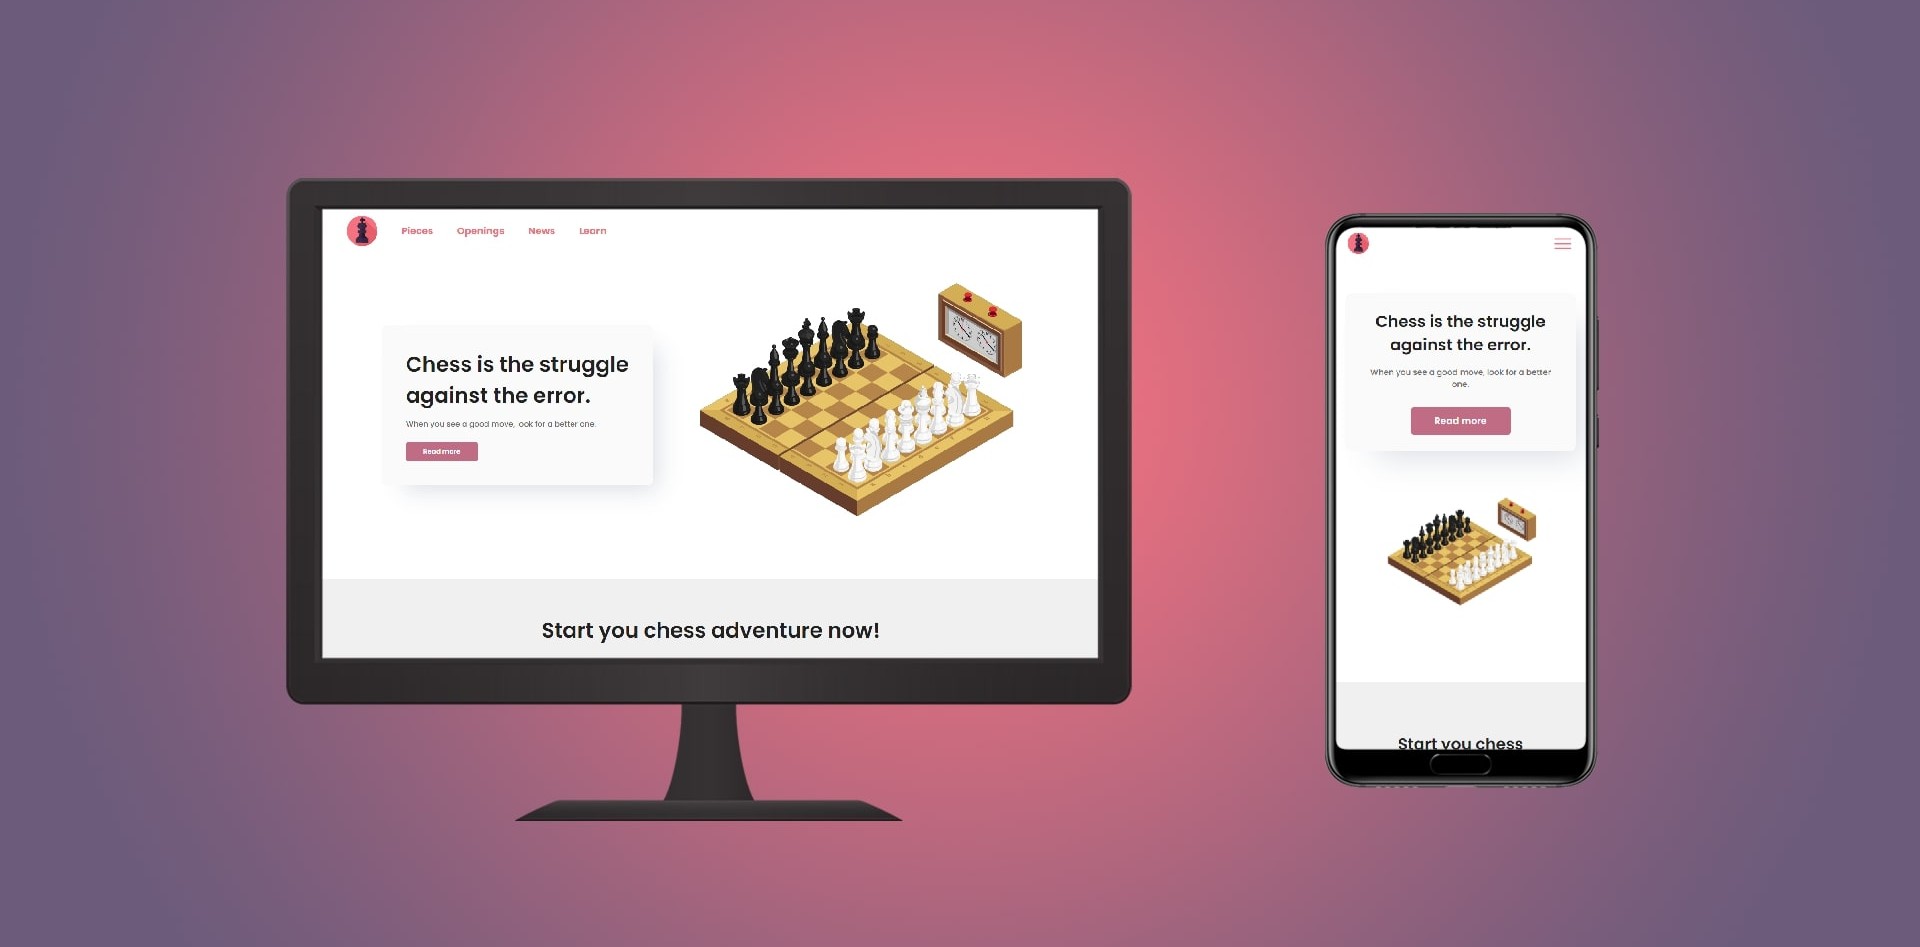 Pieces Openings News Learn
Chess is the struggle
against the error.
When you see a good move, look for a better one.
Read more
Start you chess adventure now!
Chess is the struggle
against the error.
When you see a good move, look for a better
one.
Read more
Start you chess